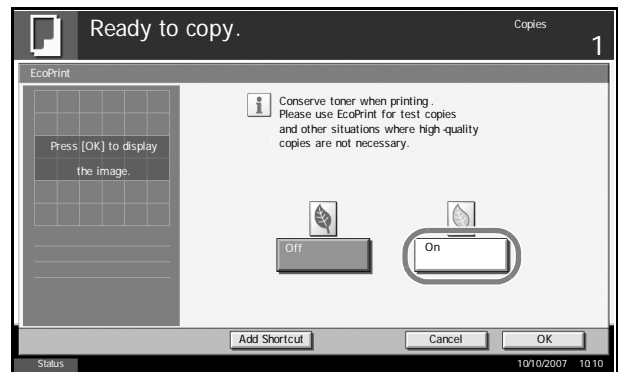 Ready to copy.
Copies
1
EcoPrint
Conserve toner when printing.
Please use EcoPrint for test copies
and other situations where high-quality
copies are not necessary.
Press [OK] to display
the image.
Off
On
Add Shortcut
Cancel
OK
Status
10/10/2007 10:10